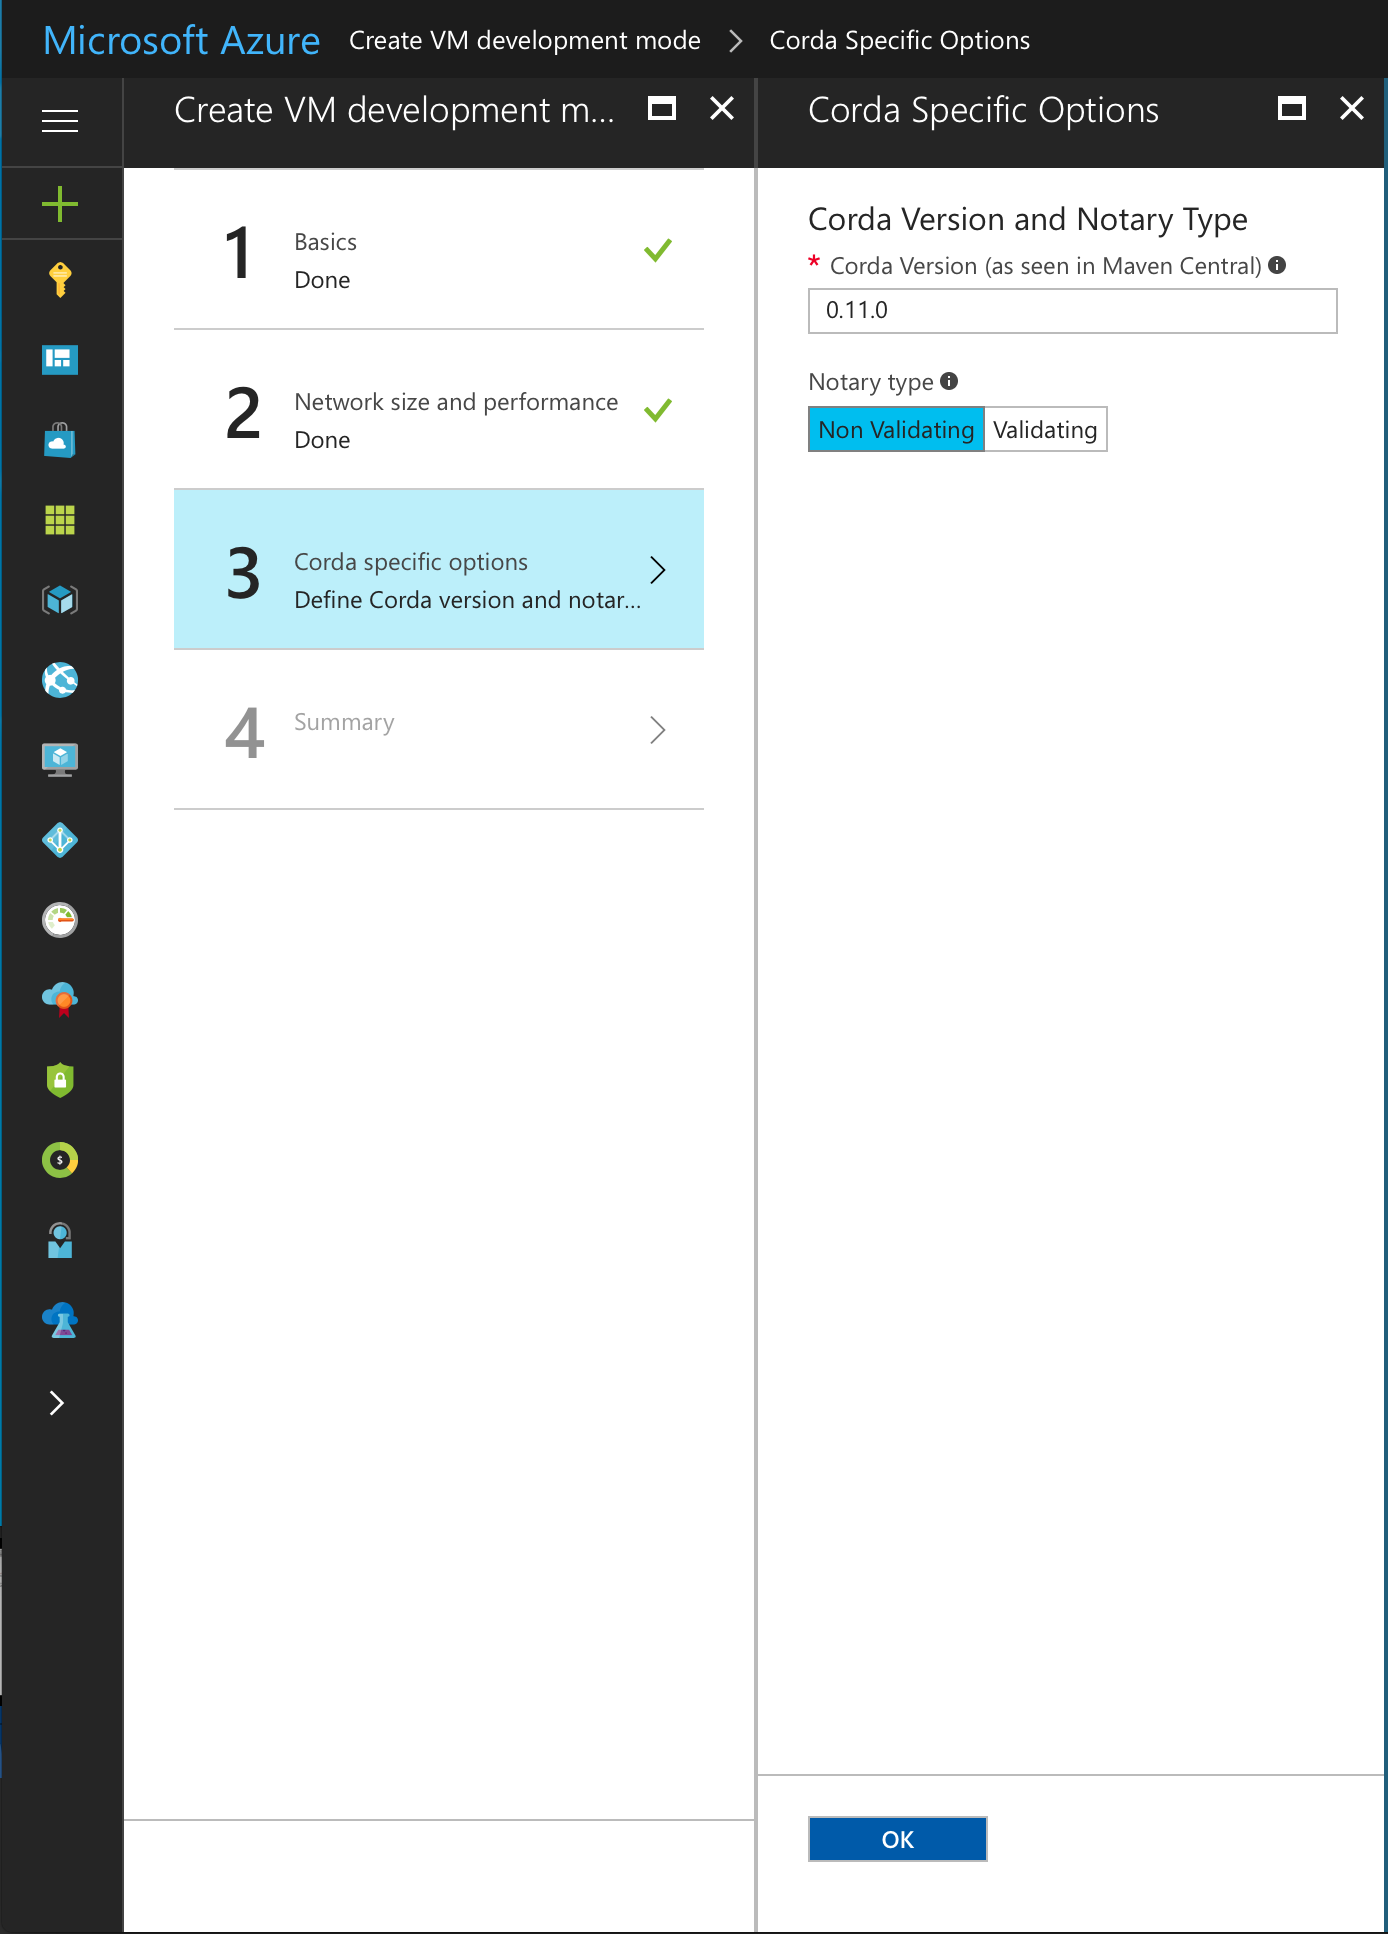 Microsoft Azure Create VM development mode Corda Specific Options
Create VM development m...
1 Basics
Done
2 Network size and performance
Done
3 Corda specific options
Define Corda version and notar...
4 Summary
Corda Specific Options
Corda Version and Notary Type
* Corda Version (as seen in Maven Central)
0.11.0
Notary type
Non Validating Validating
OK